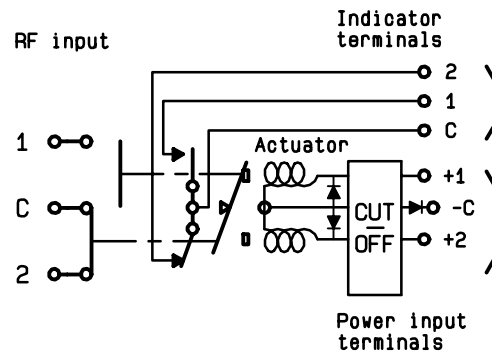 Indicator
terminals
RF input
2
1
C
1
Actuator
+1
C
CUT
-C
OFF
+2
2
Power input
terminals